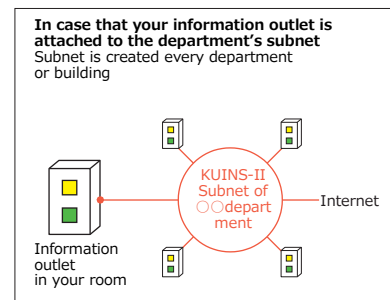 In case that your information outlet is
attached to the department's subnet
Subnet is created every department
or building
KUINS-II
Subnet of
○○depart
ment
Internet
Information
outlet
in your room